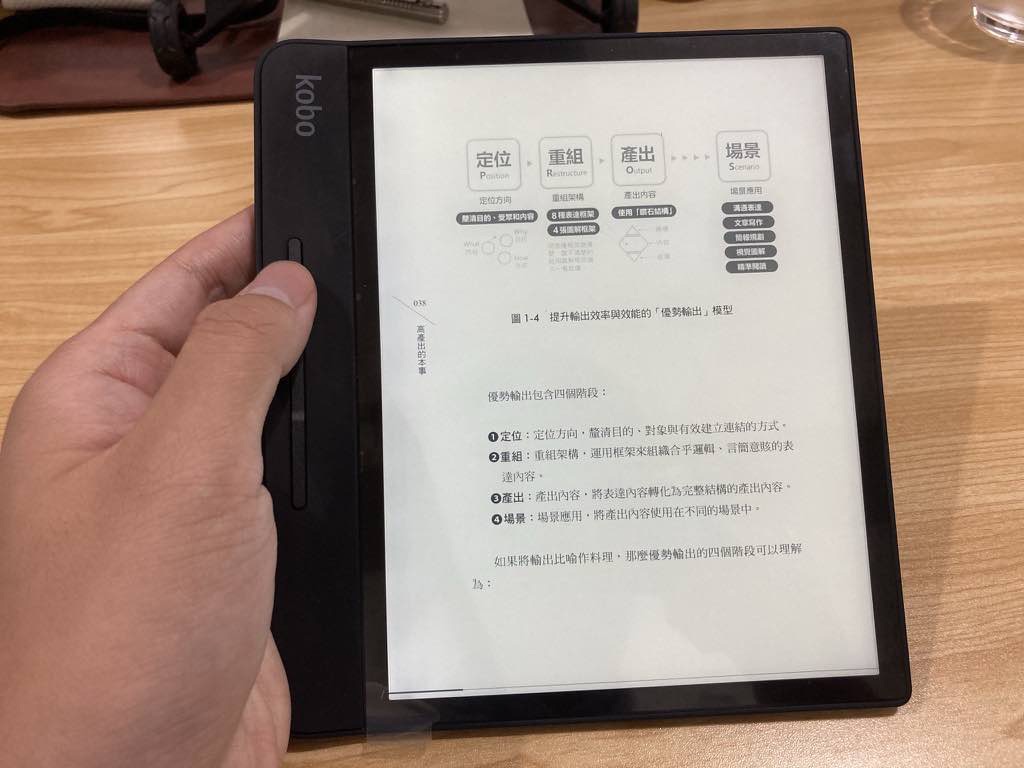 kobo
定位 重組 產出 場景
Position Restructure Output Scenario
定位方向 重組架構 產出內容 場景應用
釐清目的、受眾和內容 8種表達框架 使用「鑽石結構」 溝通表達
4張圖解框架 文章寫作
簡報規劃
視覺圖解
精準閱讀
Why
What
How
038
高產出的本事
圖 1-4 提升輸出效率與效能的「優勢輸出」模型
優勢輸出包含四個階段：
❶定位：定位方向，釐清目的、對象與有效建立連結的方式。
❷重組：重組架構，運用框架來組織合乎邏輯、言簡意賅的表
達內容。
❸產出：產出內容，將表達內容轉化為完整結構的產出內容。
❹場景：場景應用，將產出內容使用在不同的場景中。
如果將輸出比喻作料理，那麼優勢輸出的四個階段可以理解
為：